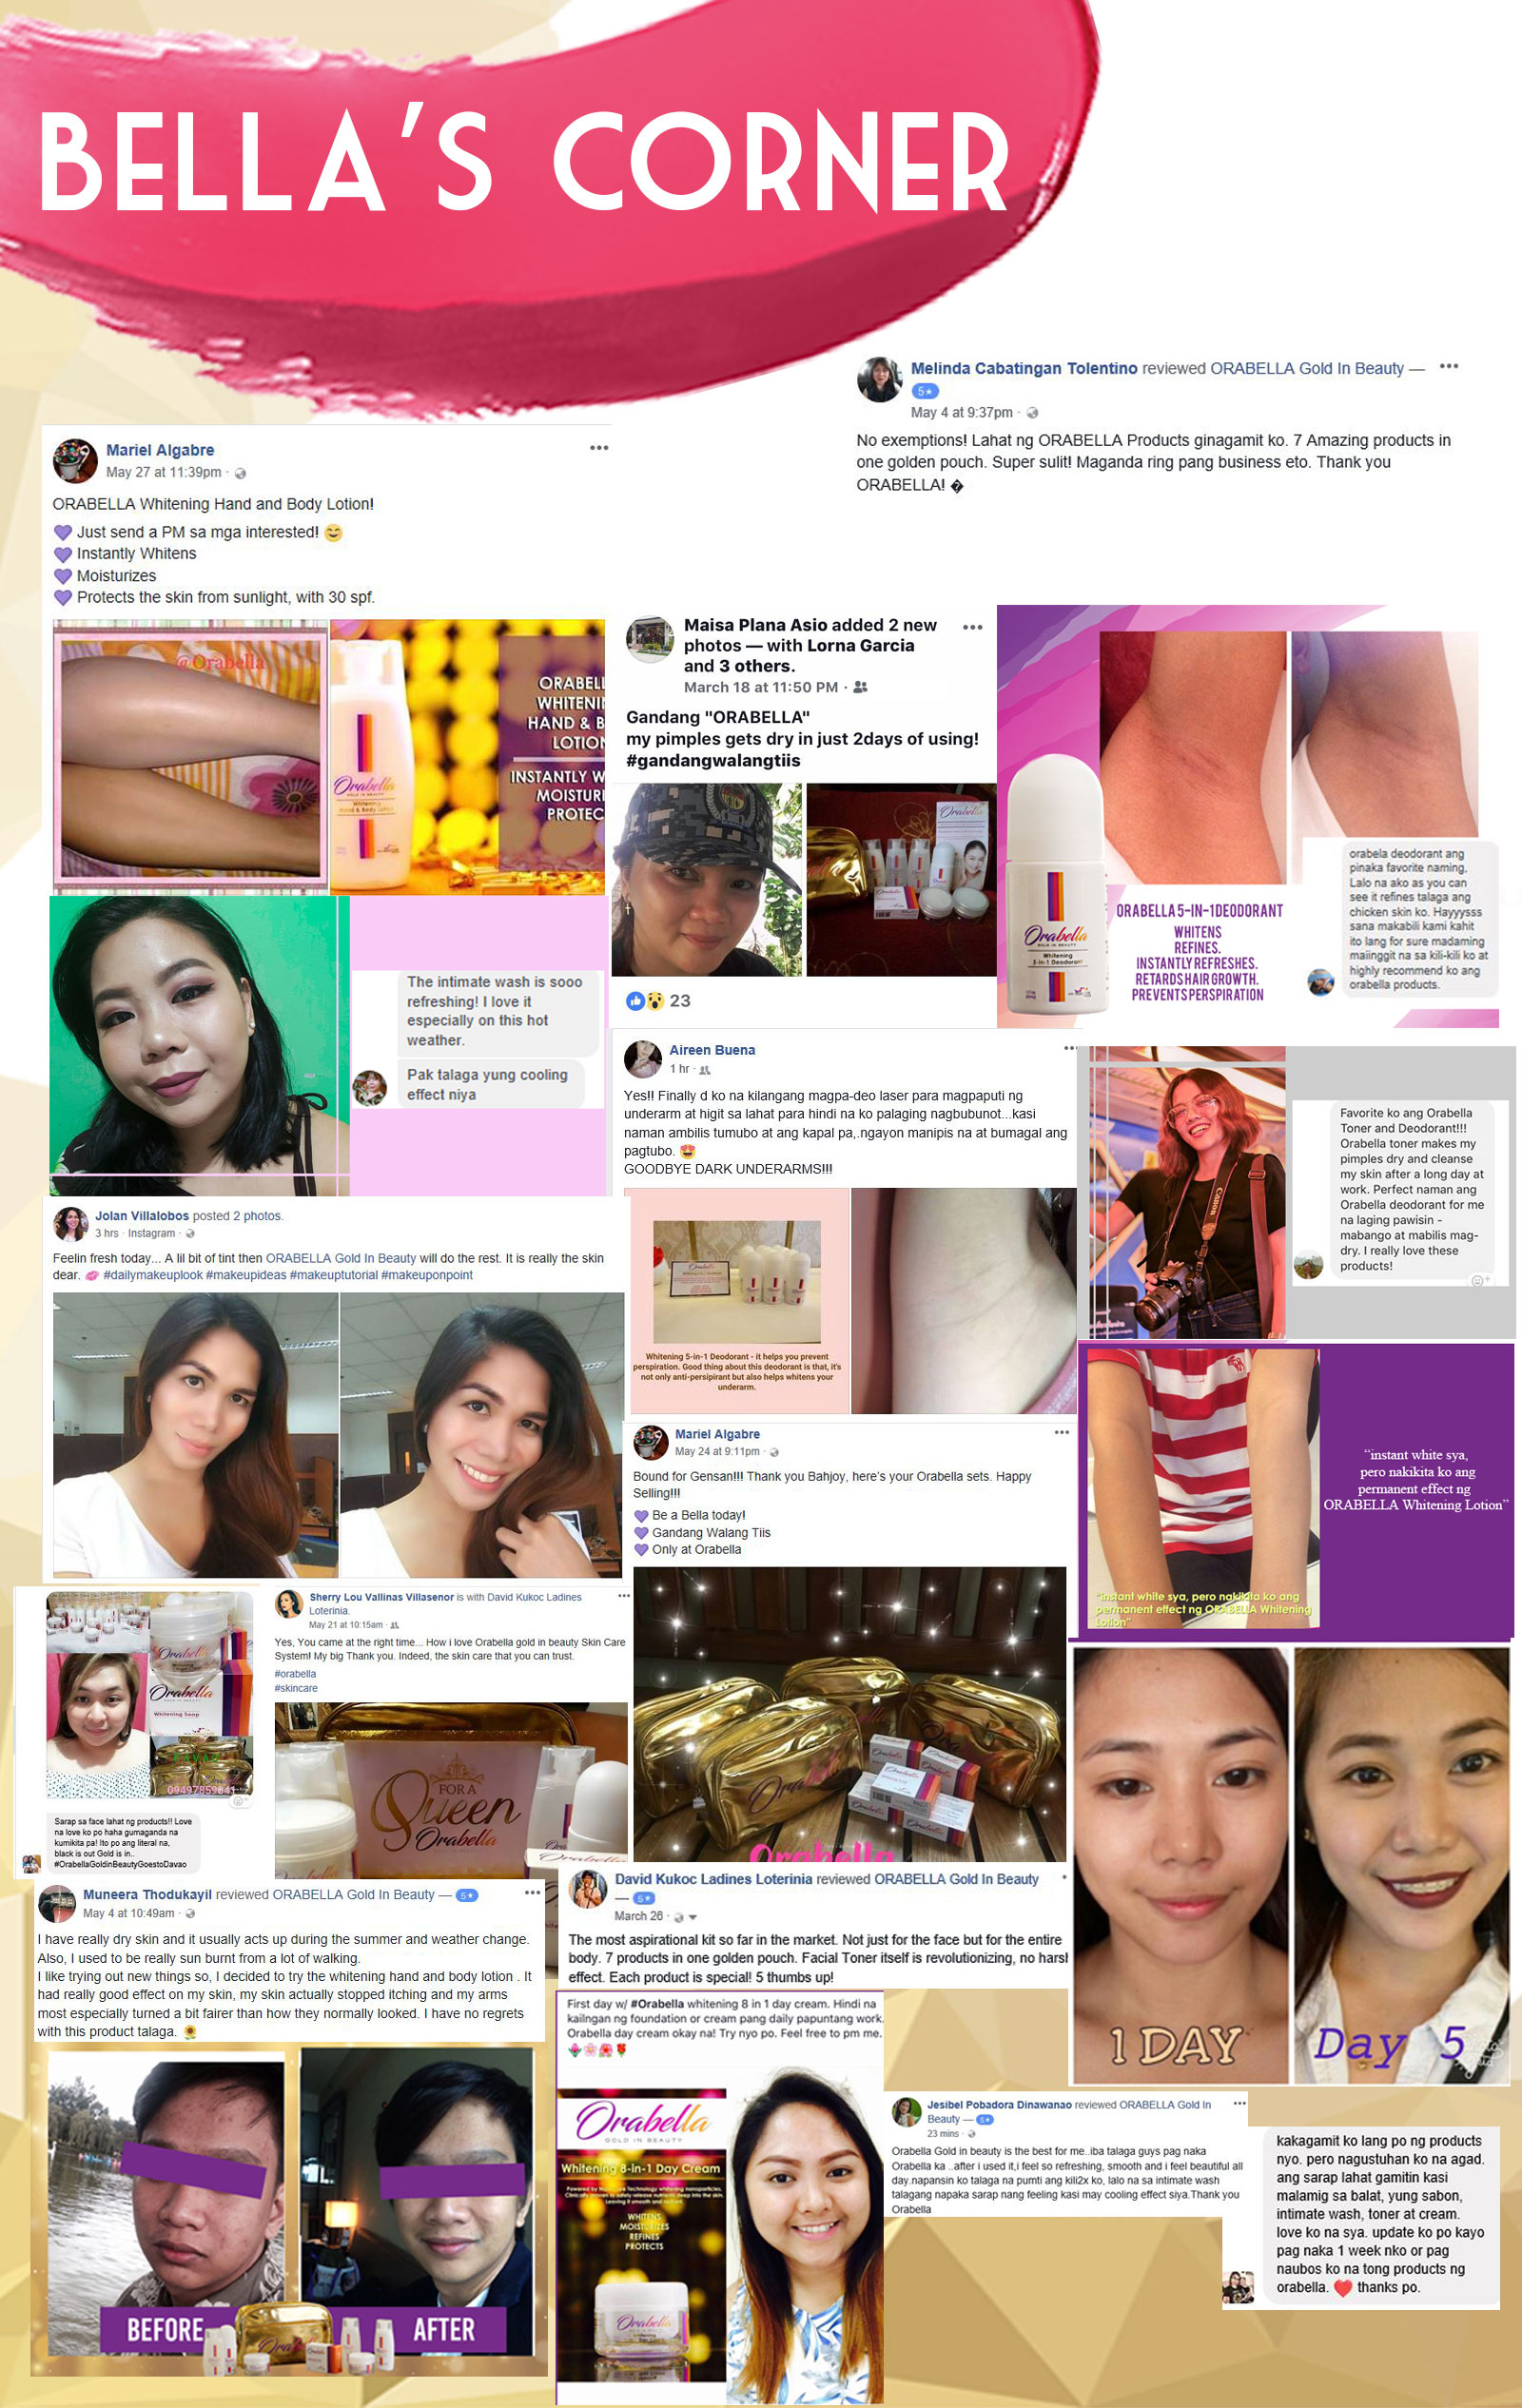 BELLA'S CORNER
Melinda Cabatingan Tolentino reviewed ORABELLA Gold In Beauty —
5★
May 4 at 9:37pm ·
No exemptions! Lahat ng ORABELLA Products ginagamit ko. 7 Amazing products in
one golden pouch. Super sulit! Maganda ring pang business eto. Thank you
ORABELLA! �
Mariel Algabre
May 27 at 11:39pm ·
ORABELLA Whitening Hand and Body Lotion!
💜 Just send a PM sa mga interested! 😊
💜 Instantly Whitens
💜 Moisturizes
💜 Protects the skin from sunlight, with 30 spf.
@Orabella
Orabella
GOLD IN BEAUTY
Whitening
Hand & Body Lotion
ORABELL
WHITENI
HAND & B
LOTION
INSTANTLY W
MOISTURI
PROTEC
Maisa Plana Asio added 2 new
photos — with Lorna Garcia
and 3 others.
March 18 at 11:50 PM ·
Gandang "ORABELLA"
my pimples gets dry in just 2days of using!
#gandangwalangtiis
Orabella
23
Orabella
GOLD IN BEAUTY
Whitening
5-in-1 Deodorant
ORABELLA 5-IN-1 DEODORANT
WHITENS
REFINES.
INSTANTLY REFRESHES.
RETARDS HAIR GROWTH.
PREVENTS PERSPIRATION
orabela deodorant ang
pinaka favorite naming,
Lalo na ako as you can
see it refines talaga ang
chicken skin ko. Hayyysss
sana makabili kami kahit
ito lang for sure madaming
maiinggit na sa kili-kili ko at
highly recommend ko ang
orabella products.
The intimate wash is sooo
refreshing! I love it
especially on this hot
weather.
Pak talaga yung cooling
effect niya
Aireen Buena
1 hr ·
Yes!! Finally d ko na kilangang magpa-deo laser para magpaputi ng
underarm at higit sa lahat para hindi na ko palaging nagbubunot...kasi
naman ambilis tumubo at ang kapal pa,.ngayon manipis na at bumagal ang
pagtubo. 😍
GOODBYE DARK UNDERARMS!!!
Whitening 5-in-1 Deodorant - it helps you prevent
perspiration. Good thing about this deodorant is that, it's
not only anti-persipirant but also helps whitens your
underarm.
Canon
Favorite ko ang Orabella
Toner and Deodorant!!!
Orabella toner makes my
pimples dry and cleanse
my skin after a long day at
work. Perfect naman ang
Orabella deodorant for me
na laging pawisin -
mabango at mabilis mag-
dry. I really love these
products!
Jolan Villalobos posted 2 photos.
3 hrs · Instagram ·
Feelin fresh today... A lil bit of tint then ORABELLA Gold In Beauty will do the rest. It is really the skin
dear. 💋 #dailymakeuplook #makeupideas #makeuptutorial #makeuponpoint
Mariel Algabre
May 24 at 9:11pm ·
Bound for Gensan!!! Thank you Bahjoy, here's your Orabella sets. Happy
Selling!!!
💜 Be a Bella today!
💜 Gandang Walang Tiis
💜 Only at Orabella
Orabella
Orabella
"instant white sya,
pero nakikita ko ang
permanent effect ng
ORABELLA Whitening Lotion"
"Instant white sya, pero nakikita ko ang
permanent effect ng ORABELLA Whitening
Lotion"
Orabella
Orabella
GOLD IN BEAUTY
Whitening Soap
DAVAO
09497859841
Sarap sa face lahat ng products!! Love
na love ko po haha gumaganda na
kumikita pa! Ito po ang literal na,
black is out Gold is in..
#OrabellaGoldinBeautyGoestoDavao
Sherry Lou Vallinas Villasenor is with David Kukoc Ladines
Loterinia.
May 21 at 10:15am ·
Yes, You came at the right time... How i love Orabella gold in beauty Skin Care
System! My big Thank you. Indeed, the skin care that you can trust.
#orabella
#skincare
FOR A
Queen
Orabella
Orabella
1 DAY
Day 5
Muneera Thodukayil reviewed ORABELLA Gold In Beauty — 5★
May 4 at 10:49am ·
I have really dry skin and it usually acts up during the summer and weather change.
Also, I used to be really sun burnt from a lot of walking.
I like trying out new things so, I decided to try the whitening hand and body lotion . It
had really good effect on my skin, my skin actually stopped itching and my arms
most especially turned a bit fairer than how they normally looked. I have no regrets
with this product talaga. 🌻
David Kukoc Ladines Loterinia reviewed ORABELLA Gold In Beauty
— 5★
March 26 ·
The most aspirational kit so far in the market. Not just for the face but for the entire
body. 7 products in one golden pouch. Facial Toner itself is revolutionizing, no harsh
effect. Each product is special! 5 thumbs up!
First day w/ #Orabella whitening 8 in 1 day cream. Hindi na
kailngan ng foundation or cream pang daily papuntang work.
Orabella day cream okay na! Try nyo po. Feel free to pm me.
🌷🌸🌺🌹
Orabella
GOLD IN BEAUTY
Whitening 8-in-1 Day Cream
WHITENS
MOISTURIZES
REFINES
PROTECTS
Orabella
BEFORE
AFTER
Jesibel Pobadora Dinawanao reviewed ORABELLA Gold In
Beauty — 5★
23 mins ·
Orabella Gold in beauty is the best for me..iba talaga guys pag naka
Orabella ka ..after i used it,i feel so refreshing, smooth and i feel beautiful all
day.napansin ko talaga na pumti ang kili2x ko, lalo na sa intimate wash
talagang napaka sarap nang feeling kasi may cooling effect siya.Thank you
Orabella
kakagamit ko lang po ng products
nyo. pero nagustuhan ko na agad.
ang sarap lahat gamitin kasi
malamig sa balat, yung sabon,
intimate wash, toner at cream.
love ko na sya. update ko po kayo
pag naka 1 week nko or pag
naubos ko na tong products ng
orabella. ❤ thanks po.